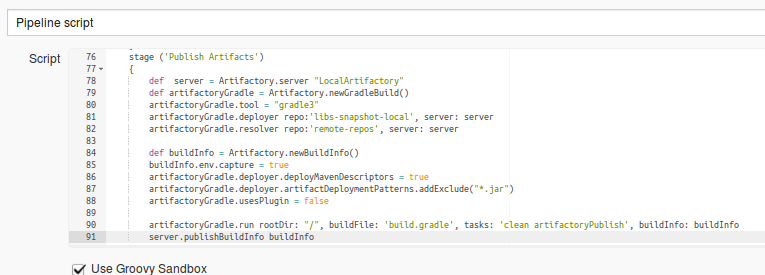 Pipeline script
Script
76 stage ('Publish Artifacts')
77 {
78 def  server = Artifactory.server "LocalArtifactory"
79 def artifactoryGradle = Artifactory.newGradleBuild()
80 artifactoryGradle.tool = "gradle3"
81 artifactoryGradle.deployer repo:'libs-snapshot-local', server: server
82 artifactoryGradle.resolver repo:'remote-repos', server: server
83
84 def buildInfo = Artifactory.newBuildInfo()
85 buildInfo.env.capture = true
86 artifactoryGradle.deployer.deployMavenDescriptors = true
87 artifactoryGradle.deployer.artifactDeploymentPatterns.addExclude("*.jar")
88 artifactoryGradle.usesPlugin = false
89
90 artifactoryGradle.run rootDir: "/", buildFile: 'build.gradle', tasks: 'clean artifactoryPublish', buildInfo: buildInfo
91 server.publishBuildInfo buildInfo
Use Groovy Sandbox